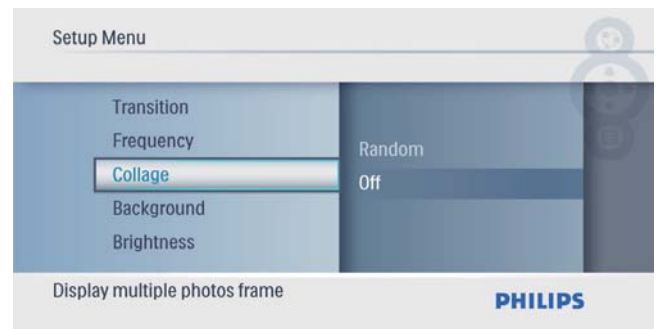 Setup Menu
Transition
Frequency
Collage
Background
Brightness
Random
Off
Display multiple photos frame
PHILIPS